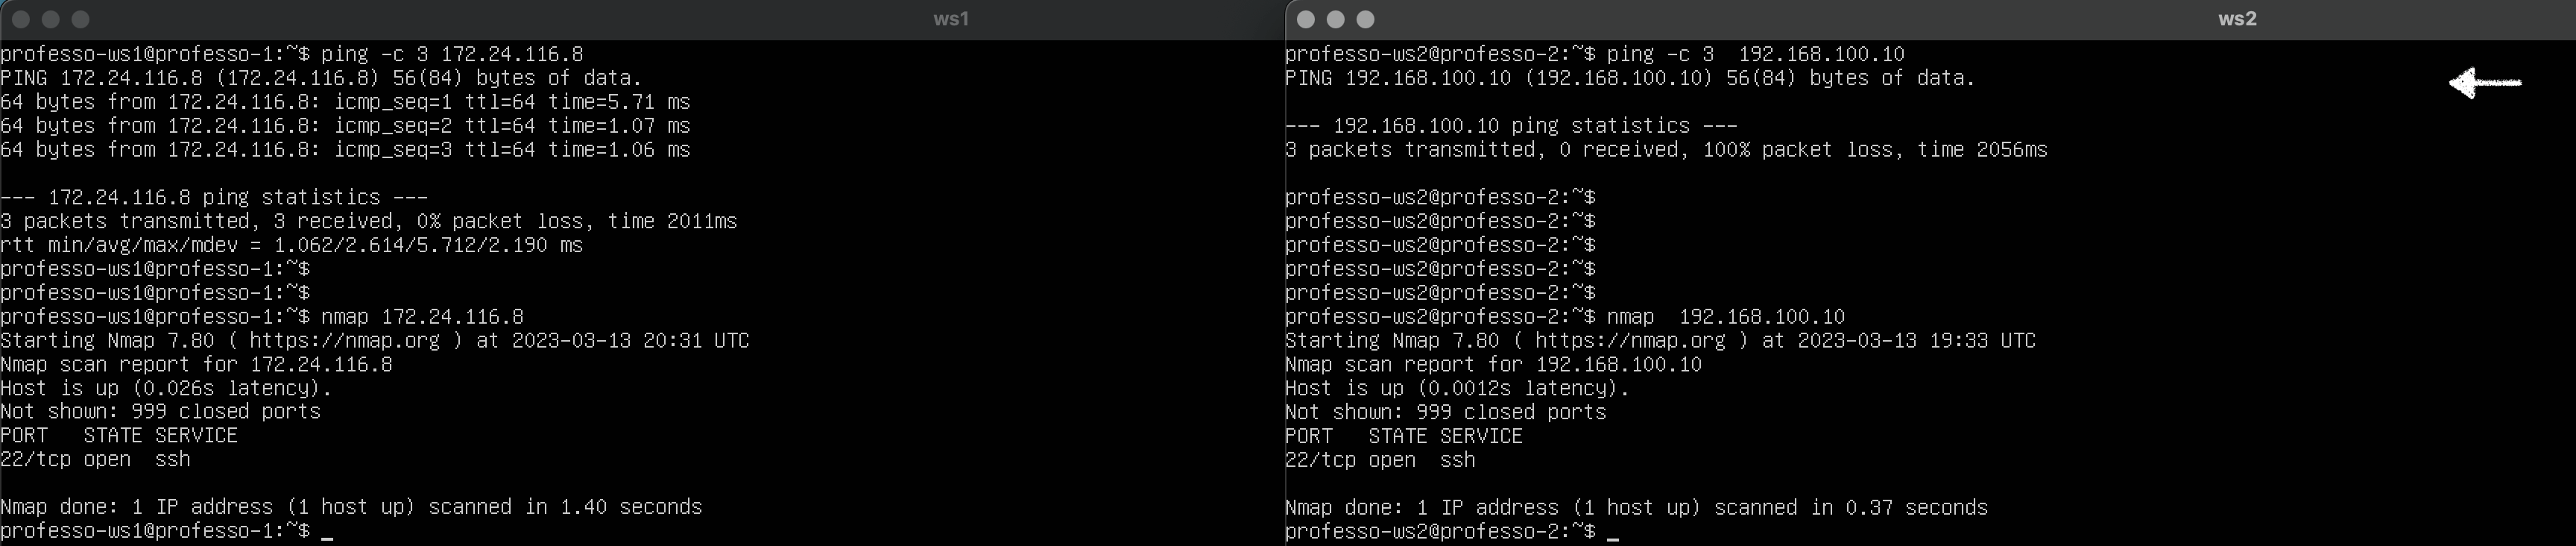 ws1
professo-ws1@professo-1:~$ ping -c 3 172.24.116.8
PING 172.24.116.8 (172.24.116.8) 56(84) bytes of data.
64 bytes from 172.24.116.8: icmp_seq=1 ttl=64 time=5.71 ms
64 bytes from 172.24.116.8: icmp_seq=2 ttl=64 time=1.07 ms
64 bytes from 172.24.116.8: icmp_seq=3 ttl=64 time=1.06 ms
--- 172.24.116.8 ping statistics ---
3 packets transmitted, 3 received, 0% packet loss, time 2011ms
rtt min/avg/max/mdev = 1.062/2.614/5.712/2.190 ms
professo-ws1@professo-1:~$
professo-ws1@professo-1:~$
professo-ws1@professo-1:~$ nmap 172.24.116.8
Starting Nmap 7.80 ( https://nmap.org ) at 2023-03-13 20:31 UTC
Nmap scan report for 172.24.116.8
Host is up (0.026s latency).
Not shown: 999 closed ports
PORT   STATE SERVICE
22/tcp open  ssh
Nmap done: 1 IP address (1 host up) scanned in 1.40 seconds
professo-ws1@professo-1:~$ _
ws2
professo-ws2@professo-2:~$ ping -c 3  192.168.100.10
PING 192.168.100.10 (192.168.100.10) 56(84) bytes of data.
--- 192.168.100.10 ping statistics ---
3 packets transmitted, 0 received, 100% packet loss, time 2056ms
professo-ws2@professo-2:~$
professo-ws2@professo-2:~$
professo-ws2@professo-2:~$
professo-ws2@professo-2:~$
professo-ws2@professo-2:~$
professo-ws2@professo-2:~$ nmap  192.168.100.10
Starting Nmap 7.80 ( https://nmap.org ) at 2023-03-13 19:33 UTC
Nmap scan report for 192.168.100.10
Host is up (0.0012s latency).
Not shown: 999 closed ports
PORT   STATE SERVICE
22/tcp open  ssh
Nmap done: 1 IP address (1 host up) scanned in 0.37 seconds
professo-ws2@professo-2:~$ _